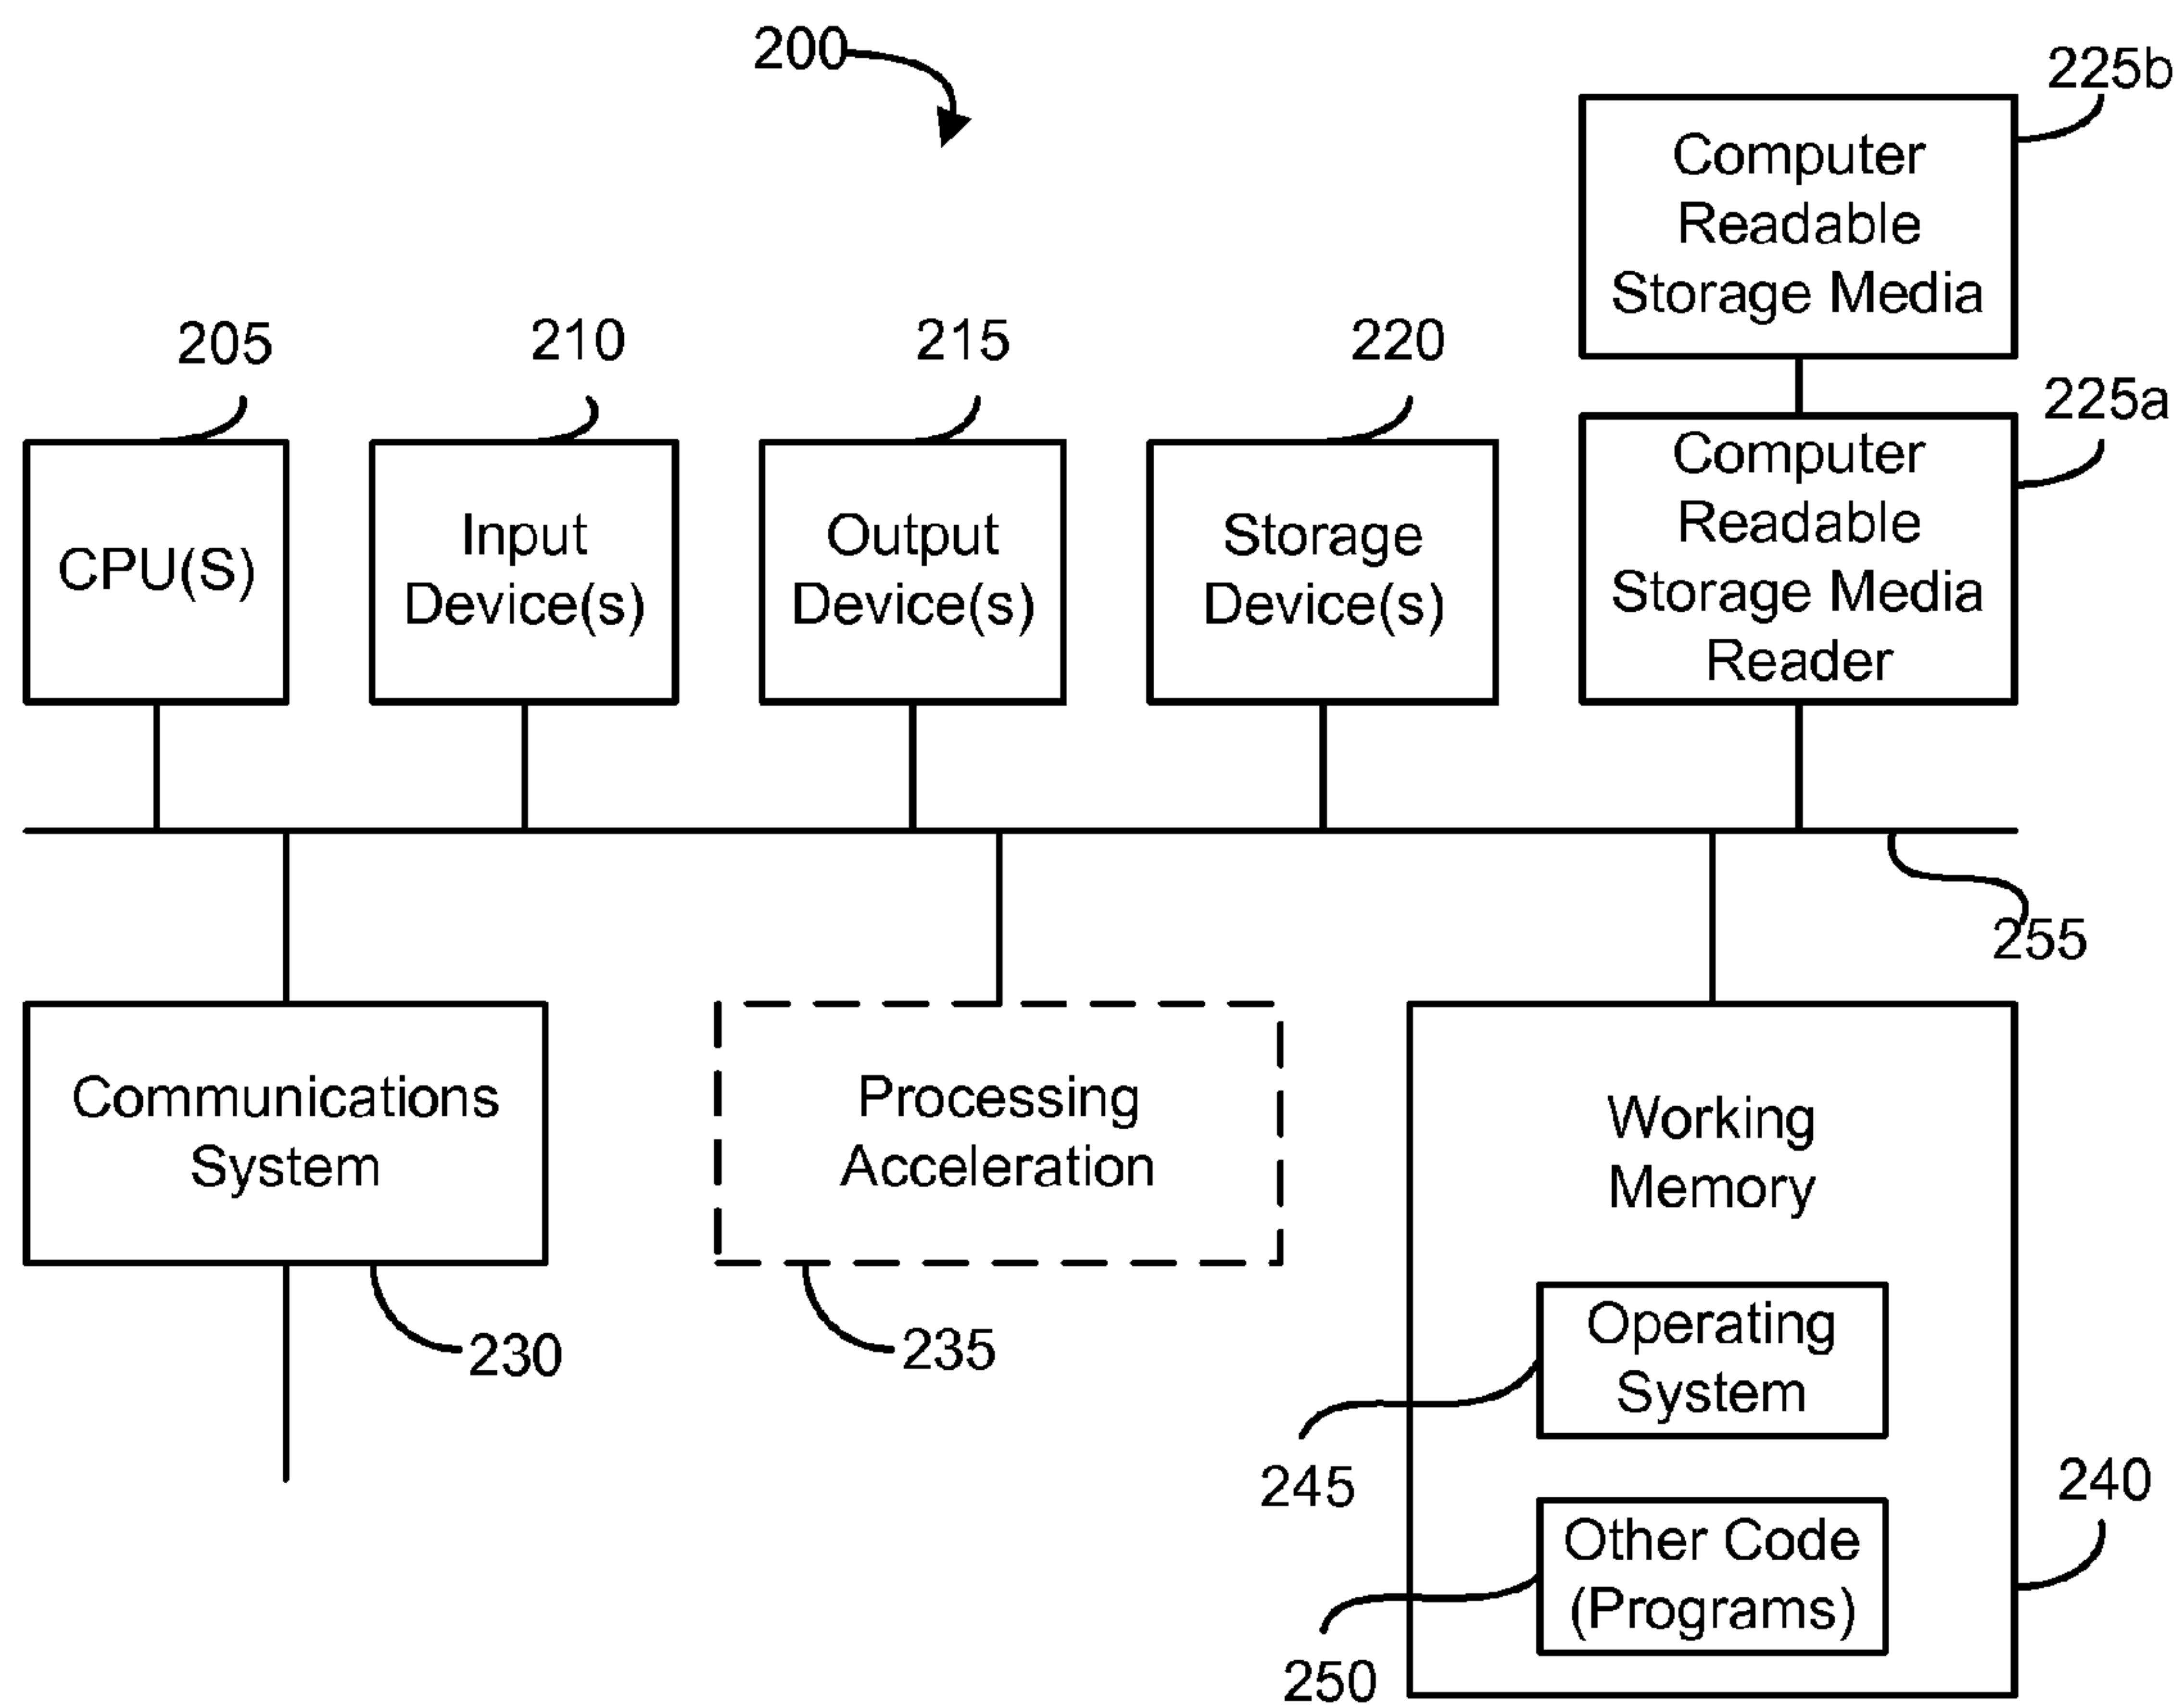 200
225b
Computer
Readable
Storage Media
205
210
215
220
225a
CPU(S)
Input
Device(s)
Output
Device(s)
Storage
Device(s)
Computer
Readable
Storage Media
Reader
255
Communications
System
Processing
Acceleration
Working
Memory
230
235
Operating
System
245
240
Other Code
(Programs)
250